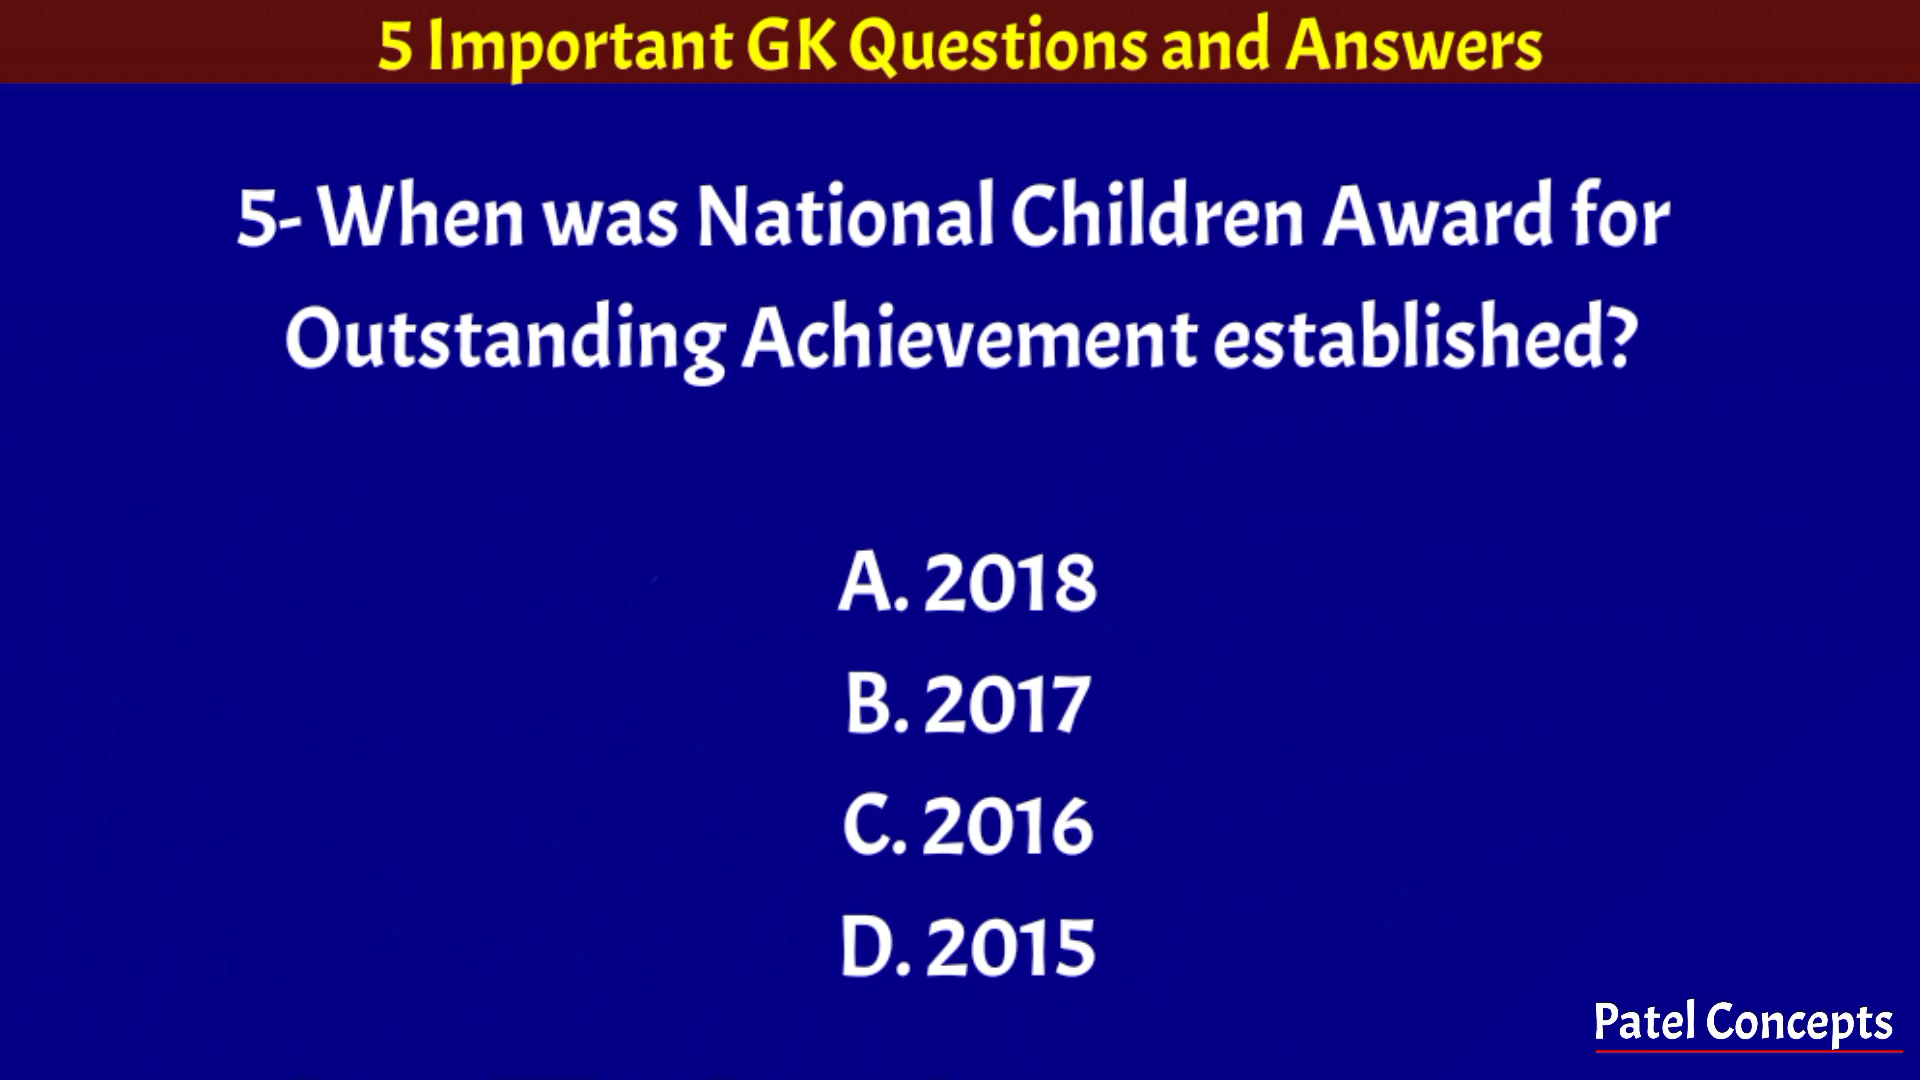 5 Important GK Questions and Answers
5- When was National Children Award for
Outstanding Achievement established?
A. 2018
B. 2017
C. 2016
D. 2015
Patel Concepts